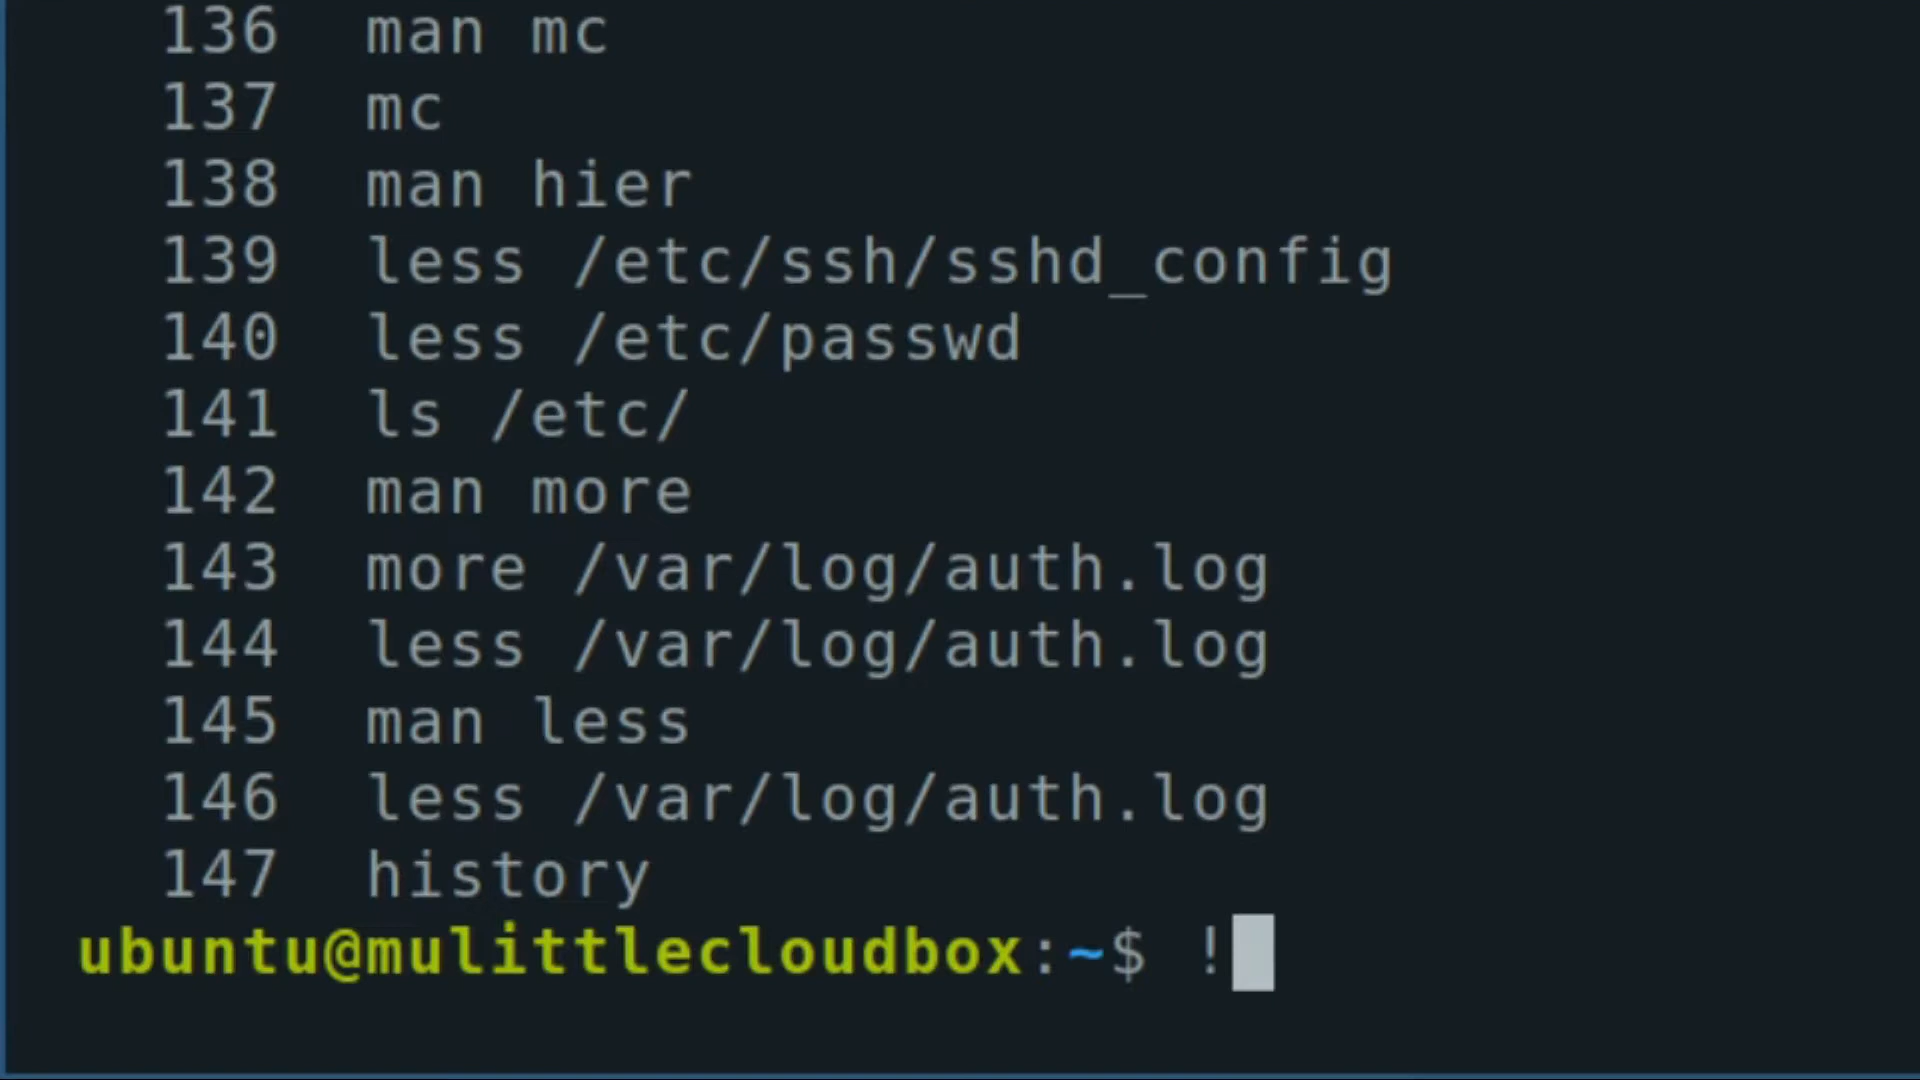 136 man mc
137 mc
138 man hier
139 less /etc/ssh/sshd_config
140 less /etc/passwd
141 ls /etc/
142 man more
143 more /var/log/auth.log
144 less /var/log/auth.log
145 man less
146 less /var/log/auth.log
147 history
ubuntu@mulittlecloudbox:~$ !